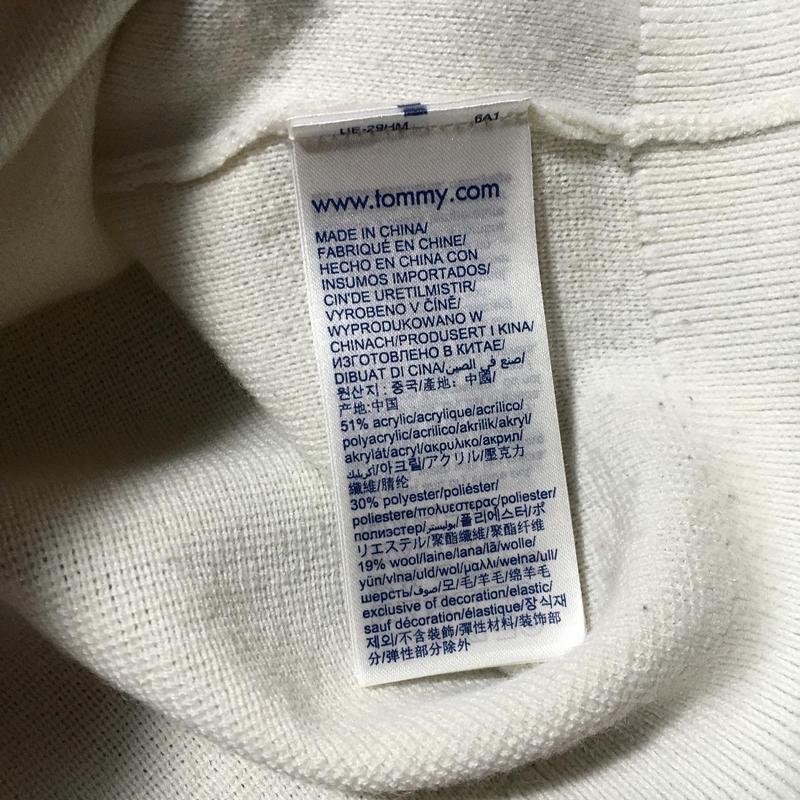 6A1
www.tommy.com
MADE IN CHINA/
FABRIQUÉ EN CHINE/
HECHO EN CHINA CON
INSUMOS IMPORTADOS/
CIN'DE URETILMISTIR/
VYROBENO V ČÍNĚ/
WYPRODUKOWANO W
CHINACH/PRODUSERT I KINA/
ИЗГОТОВЛЕНО В КИТАЕ/
DIBUAT DI CINA/صنع في الصين/
원산지: 중국/產地: 中國/
产地:中国
51% acrylic/acrylique/acrílico/
polyacrylic/acrilico/akrilik/akryl/
akrylát/acryl/ακρυλικο/акрил/
اكريليك/아크릴/アクリル/壓克力
纖維/腈纶
30% polyester/poliéster/
poliestere/πολυεστερας/poliester/
полиэстер/بوليستر/폴리에스터/ポ
リエステル/聚酯纖維/聚酯纤维
19% wool/laine/lana/lã/wolle/
yün/vlna/uld/wol/μαλλι/wełna/ull/
шерсть/صوف/모/毛/羊毛/绵羊毛
exclusive of decoration/elastic/
sauf décoration/élastique/장식재
제외/不含裝飾/彈性材料/装饰部
分/弹性部分除外